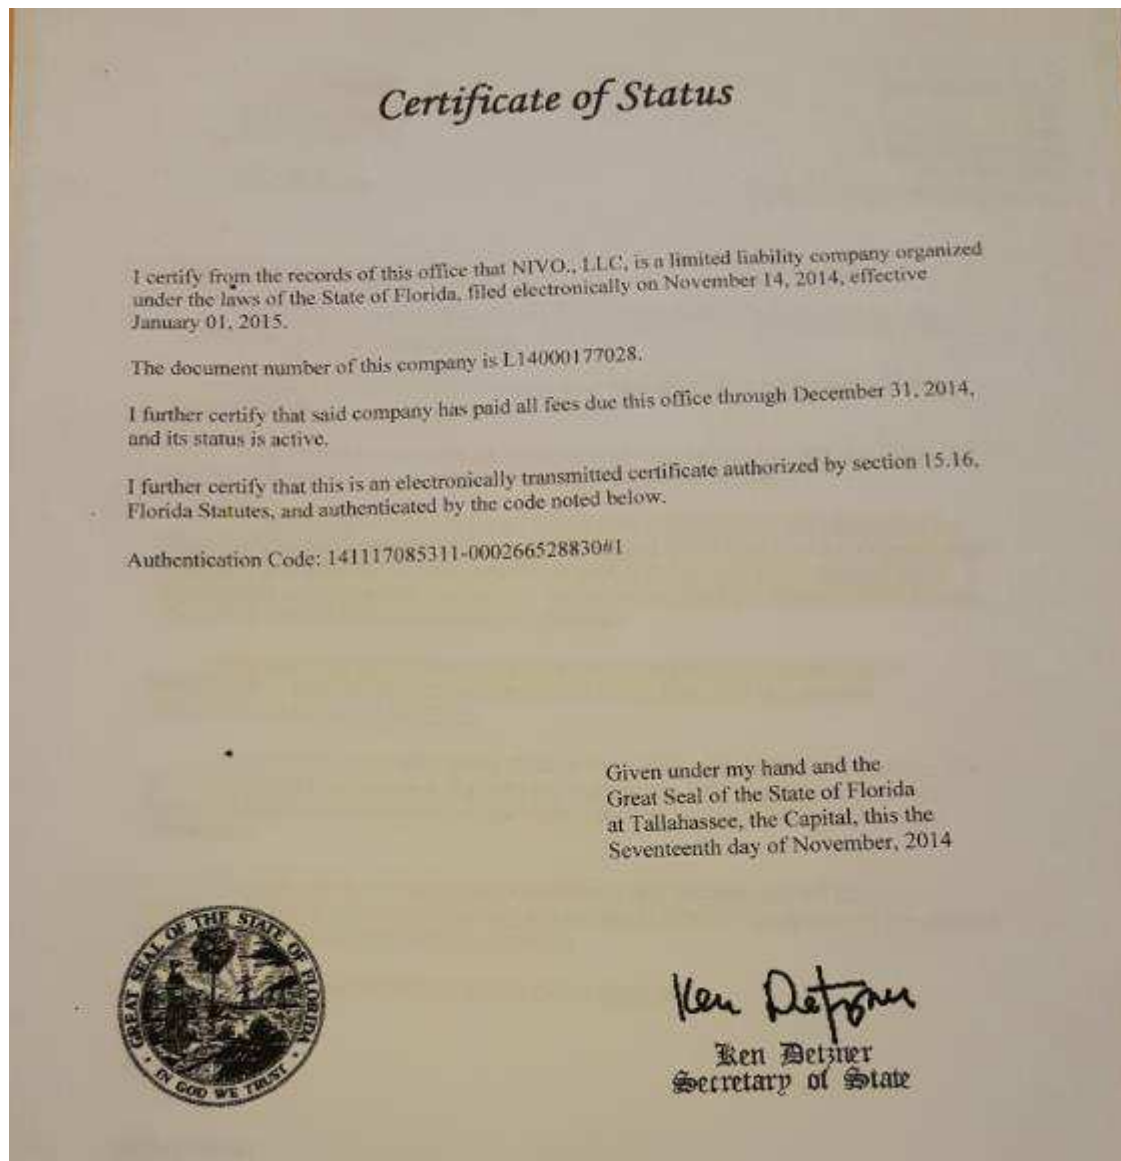 Certificate of Status
I certify from the records of this office that NIVO., LLC, is a limited liability company organized
under the laws of the State of Florida, filed electronically on November 14, 2014, effective
January 01, 2015.
The document number of this company is L14000177028.
I further certify that said company has paid all fees due this office through December 31, 2014,
and its status is active.
I further certify that this is an electronically transmitted certificate authorized by section 15.16,
Florida Statutes, and authenticated by the code noted below.
Authentication Code: 141117085311-000266528830#1
Given under my hand and the
Great Seal of the State of Florida
at Tallahassee, the Capital, this the
Seventeenth day of November, 2014
GREAT SEAL OF THE STATE OF FLORIDA
IN GOD WE TRUST
Ken Detzner
Ken Detzner
Secretary of State